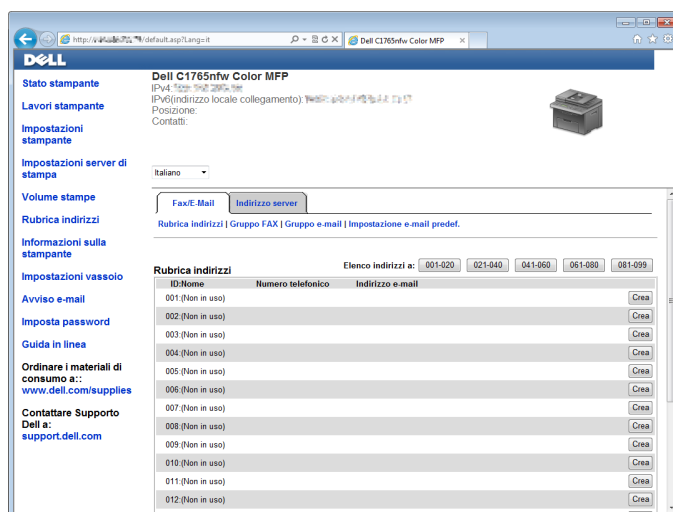 http:// /default.asp?Lang=it
Dell C1765nfw Color MFP
DELL
Stato stampante
Lavori stampante
Impostazioni
stampante
Impostazioni server di
stampa
Volume stampe
Rubrica indirizzi
Informazioni sulla
stampante
Impostazioni vassoio
Avviso e-mail
Imposta password
Guida in linea
Ordinare i materiali di
consumo a::
www.dell.com/supplies
Contattare Supporto
Dell a:
support.dell.com
Dell C1765nfw Color MFP
IPv4:
IPv6(indirizzo locale collegamento):
Posizione:
Contatti:
Italiano
Fax/E-Mail Indirizzo server
Rubrica indirizzi | Gruppo FAX | Gruppo e-mail | Impostazione e-mail predef.
Elenco indirizzi a: 001-020 021-040 041-060 061-080 081-099
Rubrica indirizzi
ID:Nome Numero telefonico Indirizzo e-mail
001:(Non in uso) Crea
002:(Non in uso) Crea
003:(Non in uso) Crea
004:(Non in uso) Crea
005:(Non in uso) Crea
006:(Non in uso) Crea
007:(Non in uso) Crea
008:(Non in uso) Crea
009:(Non in uso) Crea
010:(Non in uso) Crea
011:(Non in uso) Crea
012:(Non in uso) Crea